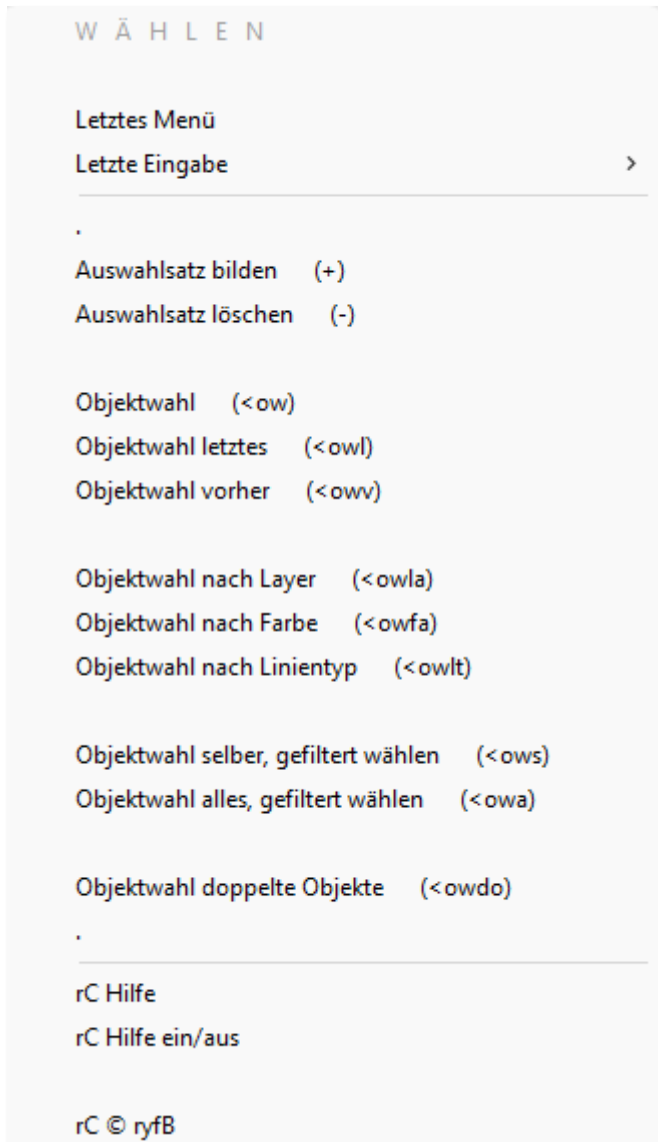 WÄHLEN
Letztes Menü
Letzte Eingabe >
.
Auswahlsatz bilden (+)
Auswahlsatz löschen (-)
Objektwahl (<ow)
Objektwahl letztes (<owl)
Objektwahl vorher (<owv)
Objektwahl nach Layer (<owla)
Objektwahl nach Farbe (<owfa)
Objektwahl nach Linientyp (<owlt)
Objektwahl selber, gefiltert wählen (<ows)
Objektwahl alles, gefiltert wählen (<owa)
Objektwahl doppelte Objekte (<owdo)
.
rC Hilfe
rC Hilfe ein/aus
rC © ryfB